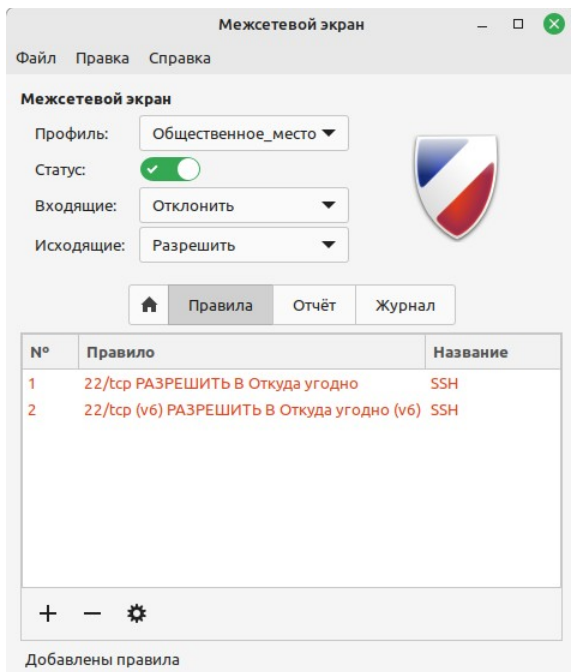 Межсетевой экран
Файл Правка Справка
Межсетевой экран
Профиль: Общественное_место
Статус:
Входящие: Отклонить
Исходящие: Разрешить
Правила Отчёт Журнал
Nº Правило Название
1 22/tcp РАЗРЕШИТЬ В Откуда угодно SSH
2 22/tcp (v6) РАЗРЕШИТЬ В Откуда угодно (v6) SSH
Добавлены правила